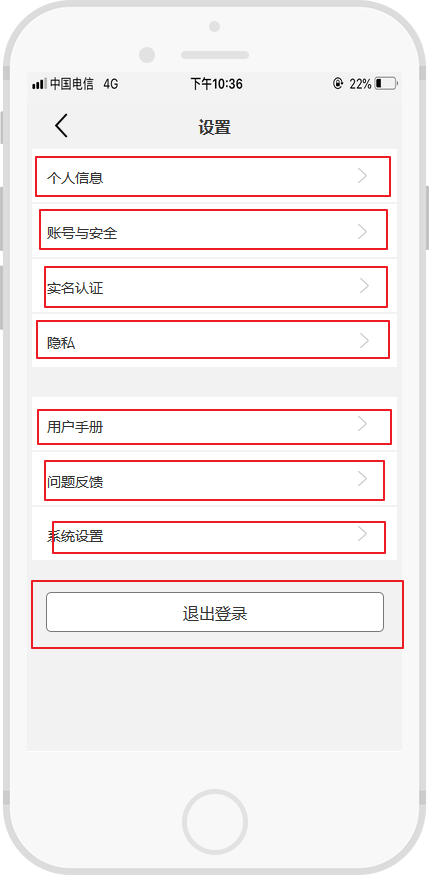 中国电信 4G 下午10:36 22%
设置
个人信息
账号与安全
实名认证
隐私
用户手册
问题反馈
系统设置
退出登录